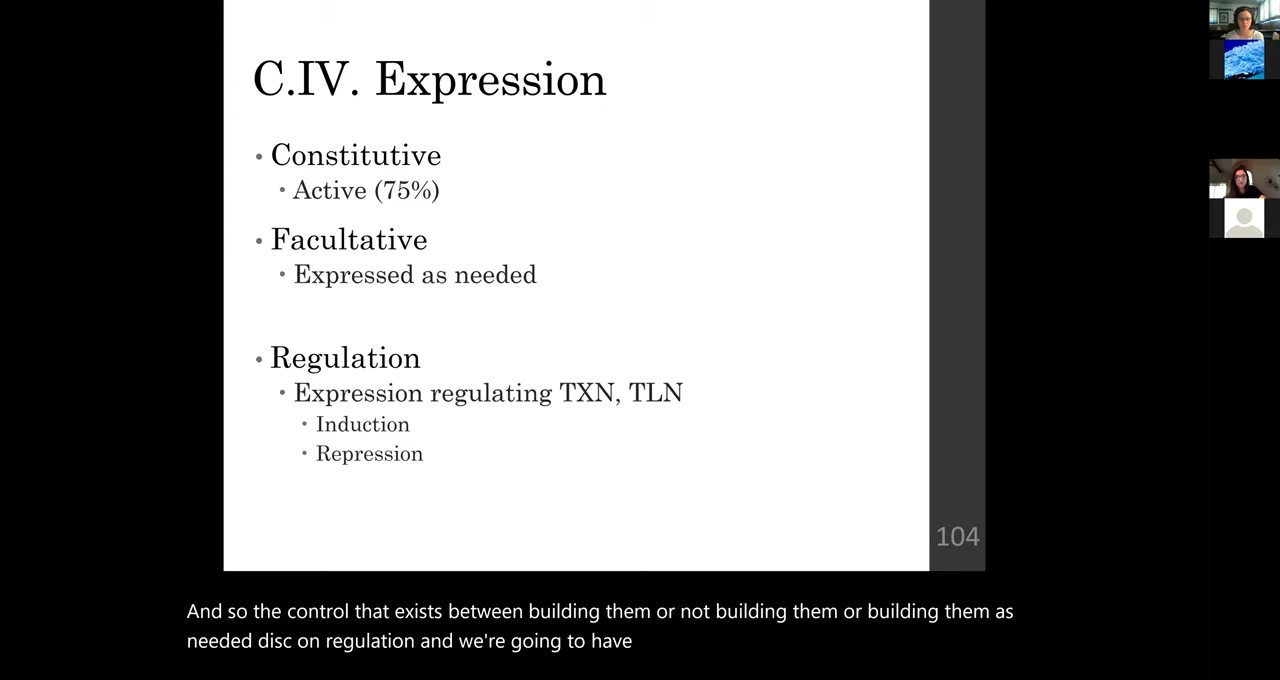 C.IV. Expression
• Constitutive
• Active (75%)
• Facultative
• Expressed as needed
• Regulation
• Expression regulating TXN, TLN
• Induction
• Repression
104
And so the control that exists between building them or not building them or building them as
needed disc on regulation and we're going to have